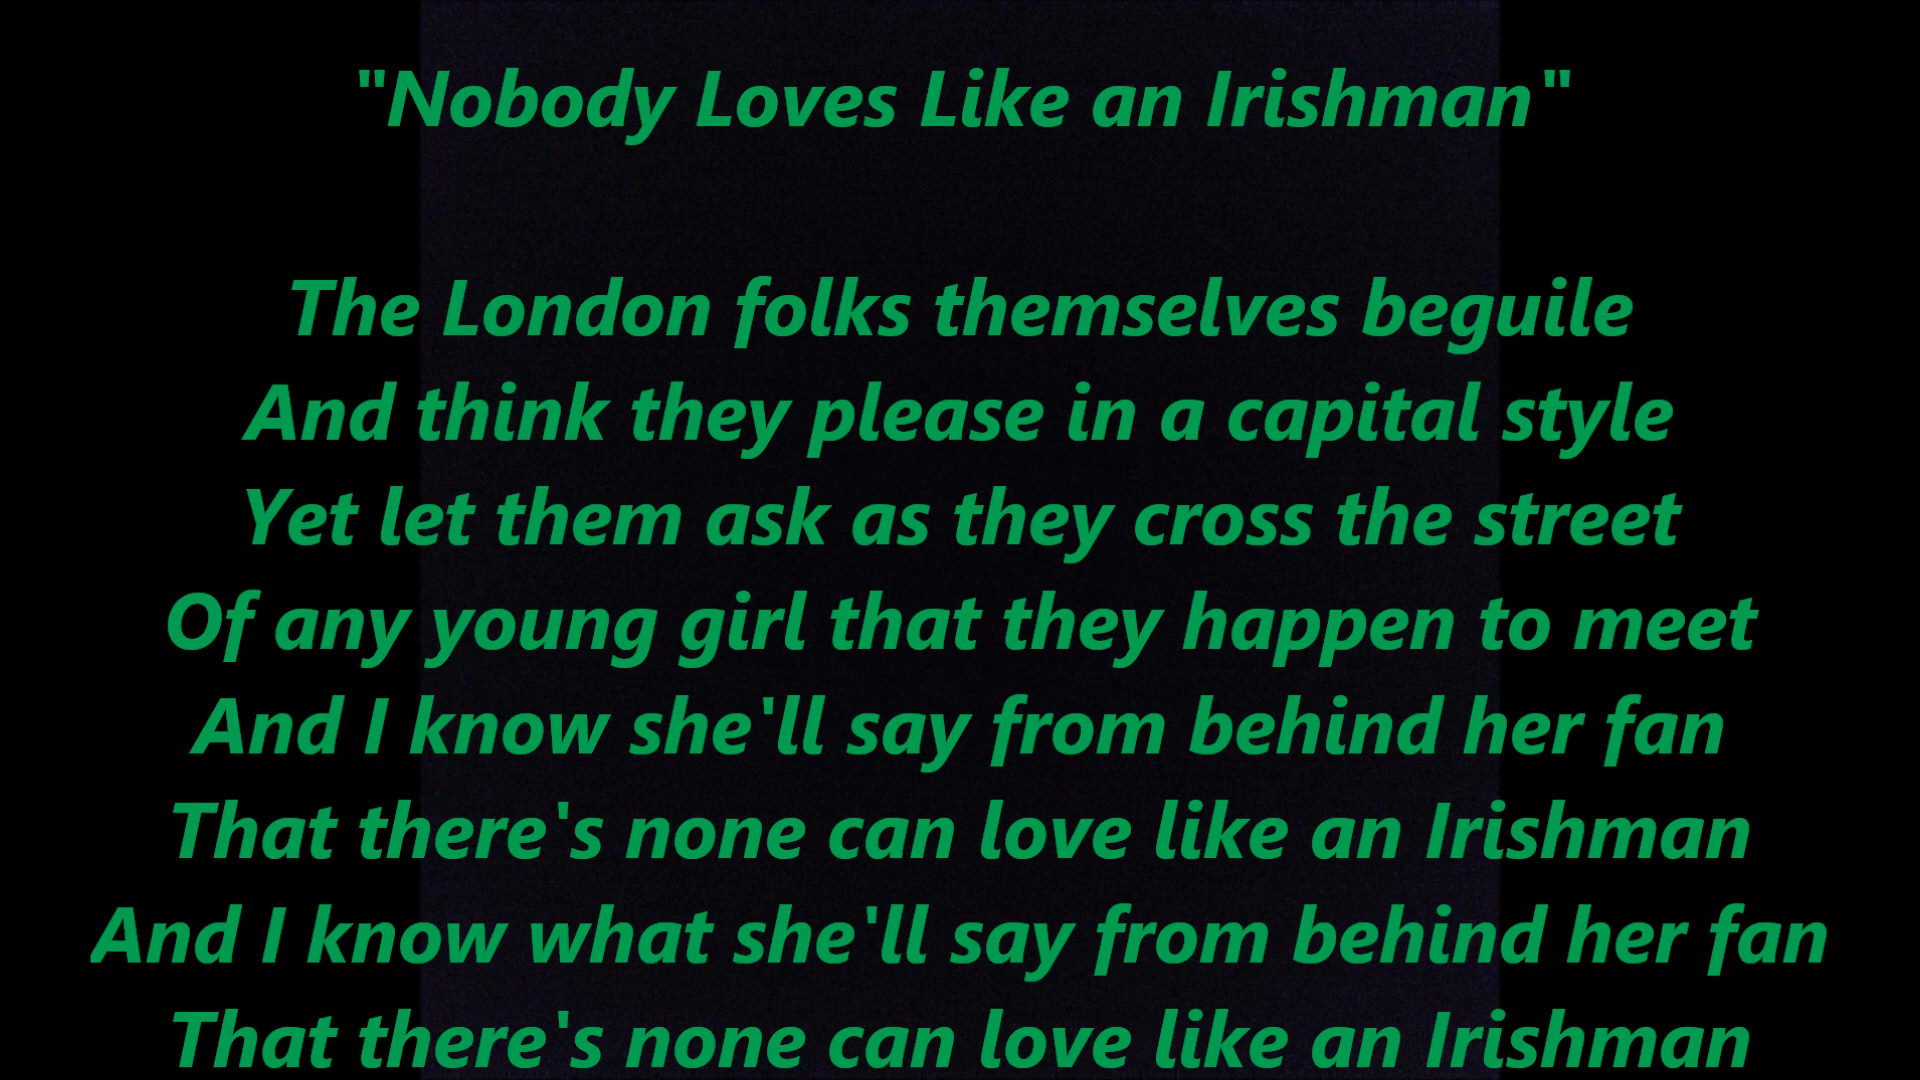 "Nobody Loves Like an Irishman"
The London folks themselves beguile
And think they please in a capital style
Yet let them ask as they cross the street
Of any young girl that they happen to meet
And I know she'll say from behind her fan
That there's none can love like an Irishman
And I know what she'll say from behind her fan
That there's none can love like an Irishman